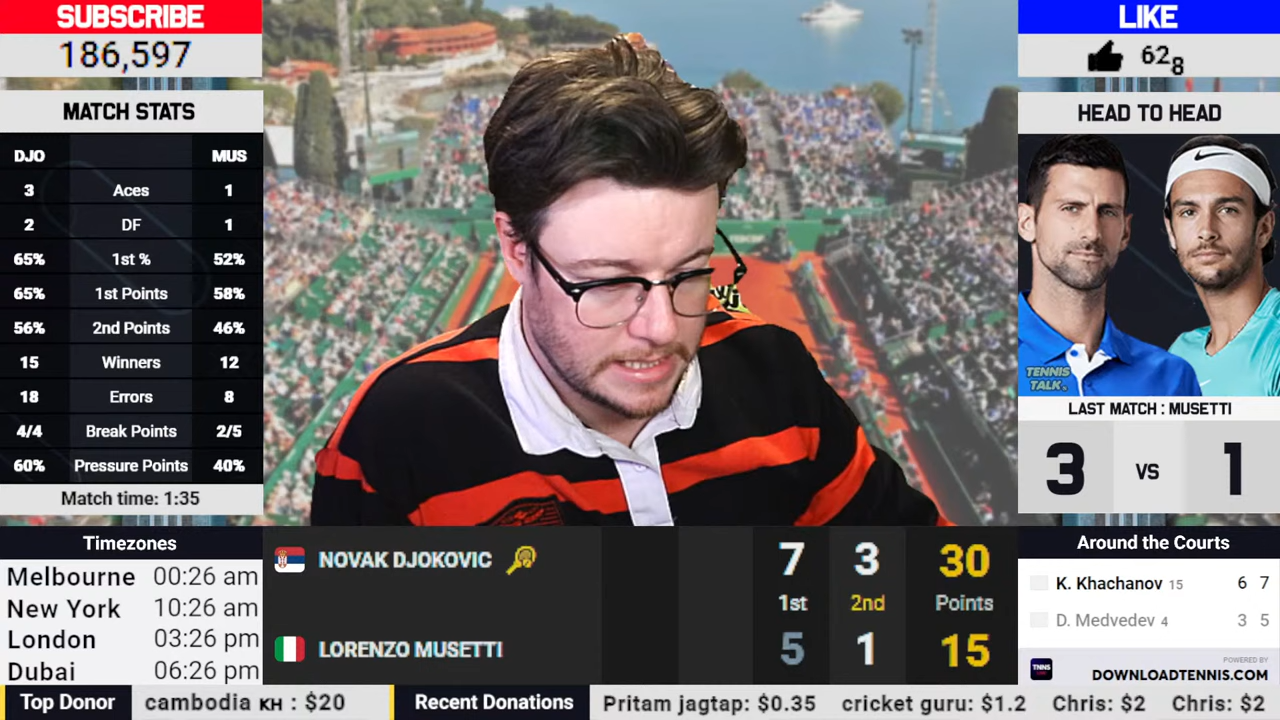 SUBSCRIBE
186,597
MATCH STATS
DJO MUS
3 Aces 1
2 DF 1
65% 1st % 52%
65% 1st Points 58%
56% 2nd Points 46%
15 Winners 12
18 Errors 8
4/4 Break Points 2/5
60% Pressure Points 40%
Match time: 1:35
Timezones
Melbourne 00:26 am
New York 10:26 am
London 03:26 pm
Dubai 06:26 pm
LIKE
628
HEAD TO HEAD
TENNIS
TALK.
LAST MATCH : MUSETTI
3 VS 1
Around the Courts
K. Khachanov 15 6 7
D. Medvedev 4 3 5
POWERED BY
TNNS
DOWNLOADTENNIS.COM
NOVAK DJOKOVIC 7 3 30
1st 2nd Points
LORENZO MUSETTI 5 1 15
Top Donor cambodia KH : $20 Recent Donations Pritam jagtap: $0.35 cricket guru: $1.2 Chris: $2 Chris: $2